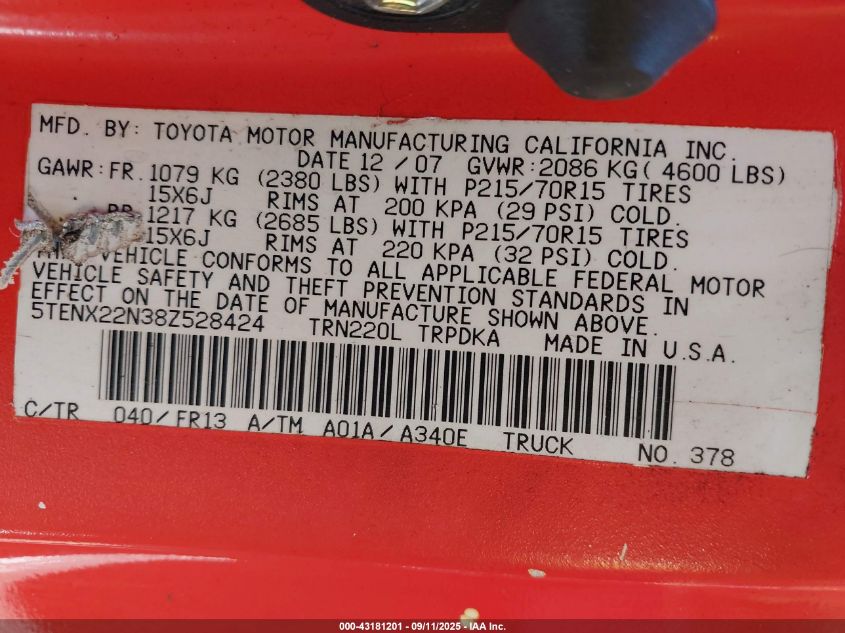 MFD. BY: TOYOTA MOTOR MANUFACTURING CALIFORNIA INC.
DATE 12 / 07 GVWR:2086 KG( 4600 LBS)
GAWR: FR. 1079 KG (2380 LBS) WITH P215/70R15 TIRES
15X6J RIMS AT 200 KPA (29 PSI) COLD.
RR. 1217 KG (2685 LBS) WITH P215/70R15 TIRES
15X6J RIMS AT 220 KPA (32 PSI) COLD.
VEHICLE CONFORMS TO ALL APPLICABLE FEDERAL MOTOR
VEHICLE SAFETY AND THEFT PREVENTION STANDARDS IN
EFFECT ON THE DATE OF MANUFACTURE SHOWN ABOVE.
5TENX22N38Z528424 TRN220L TRPDKA MADE IN U.S.A.
C/TR 040/FR13 A/TM A01A/A340E TRUCK NO. 378
000-43181201 - 09/11/2025 - IAA Inc.